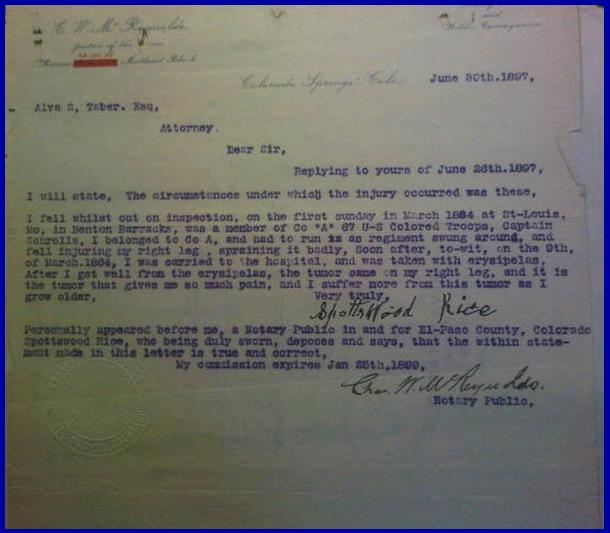 C. W. McReynolds.
Justice of the
Rooms Midland Block
and
Public Conveyancer
Colorado Springs, Colo. June 30th.1897,
Alva S, Taber. Esq,
Attorney.
Dear Sir,
Replying to yours of June 26th.1897,
I will state, The circumstances under which the injury occurred was these,
I fell whilst out on inspection, on the first sunday in March 1864 at St-Louis,
Mo, in Benton Barracks, was a member of Co "A" 67 U-S Colored Troops, Captain
Schrolls, I belonged to Co A, and had to run as regiment swung around, and
fell injuring my right leg , spraining it badly, Soon after, to-wit, on the 9th,
of March.1864, I was carried to the hospital, and was taken with erysipelas,
After I got well from the erysipelas, the tumor came on my right leg, and it is
the tumor that gives me so much pain, and I suffer more from this tumor as I
grow older, Very truly,
Spottswood Rice
Personally appeared before me, a Notary Public in and for El-Paso County, Colorado
Spottswood Rice, who being duly sworn, deposes and says, that the within state-
ment made in this letter is true and correct,
My commission expires Jan 25th,1899,
Chas. W. McReynolds.
Notary Public,